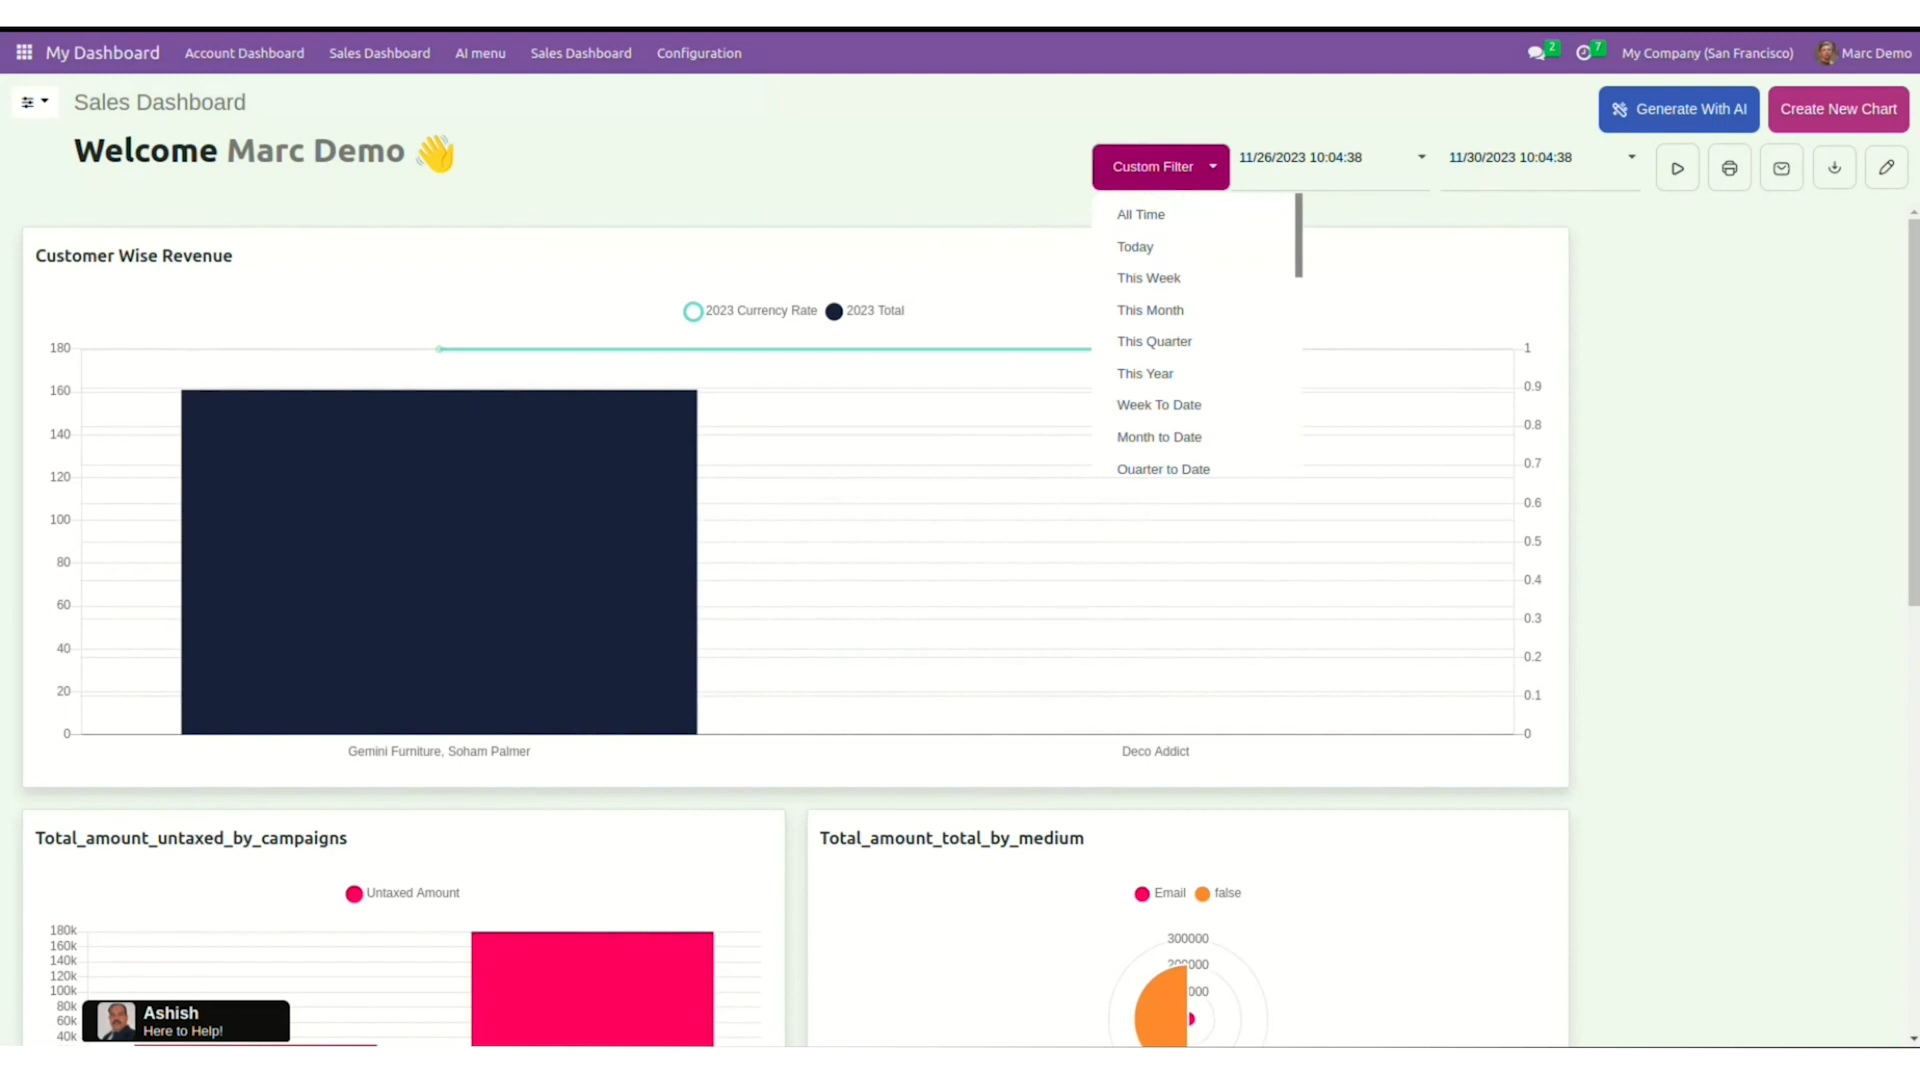 My Dashboard Account Dashboard Sales Dashboard AI menu Sales Dashboard Configuration 2 7 My Company (San Francisco) Marc Demo
Sales Dashboard
Generate With AI Create New Chart
Welcome Marc Demo 👋
Custom Filter 11/26/2023 10:04:38 11/30/2023 10:04:38
All Time
Today
This Week
This Month
This Quarter
This Year
Week To Date
Month to Date
Quarter to Date
Customer Wise Revenue
2023 Currency Rate 2023 Total
180
160
140
120
100
80
60
40
20
0
1
0.9
0.8
0.7
0.6
0.5
0.4
0.3
0.2
0.1
0
Gemini Furniture, Soham Palmer Deco Addict
Total_amount_untaxed_by_campaigns
Untaxed Amount
180k
160k
140k
120k
100k
80k
60k
40k
Ashish
Here to Help!
Total_amount_total_by_medium
Email false
300000
200000
000